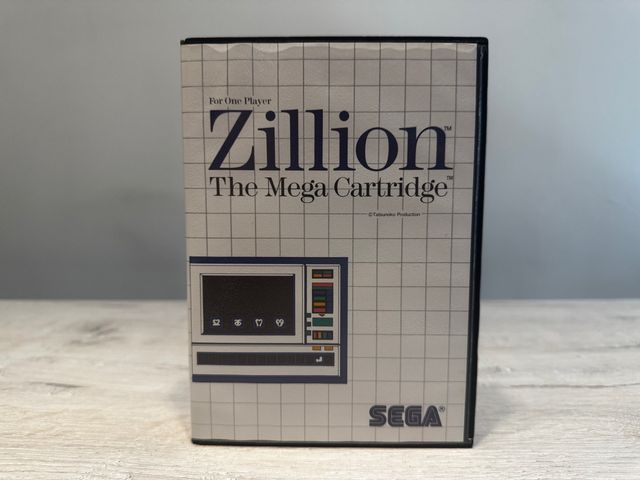 For One Player
Zillion™
The Mega Cartridge™
©Tatsunoko Production
SEGA®